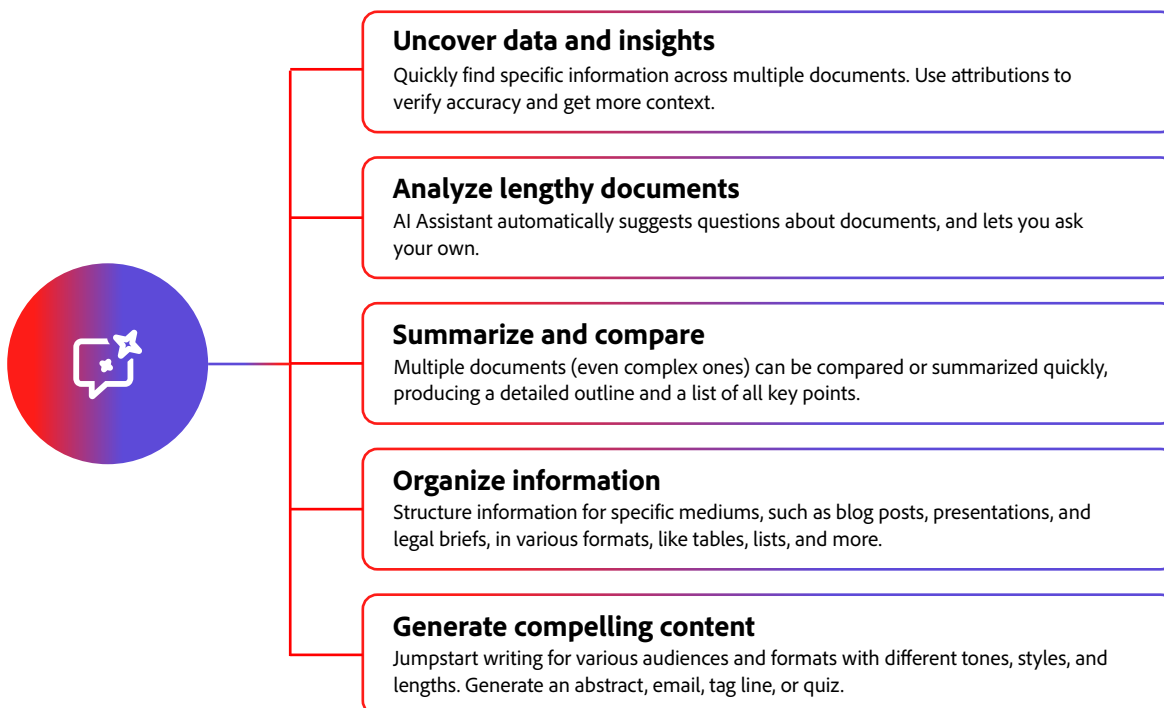 Uncover data and insights
Quickly find specific information across multiple documents. Use attributions to
verify accuracy and get more context.
Analyze lengthy documents
AI Assistant automatically suggests questions about documents, and lets you ask
your own.
Summarize and compare
Multiple documents (even complex ones) can be compared or summarized quickly,
producing a detailed outline and a list of all key points.
Organize information
Structure information for specific mediums, such as blog posts, presentations, and
legal briefs, in various formats, like tables, lists, and more.
Generate compelling content
Jumpstart writing for various audiences and formats with different tones, styles, and
lengths. Generate an abstract, email, tag line, or quiz.